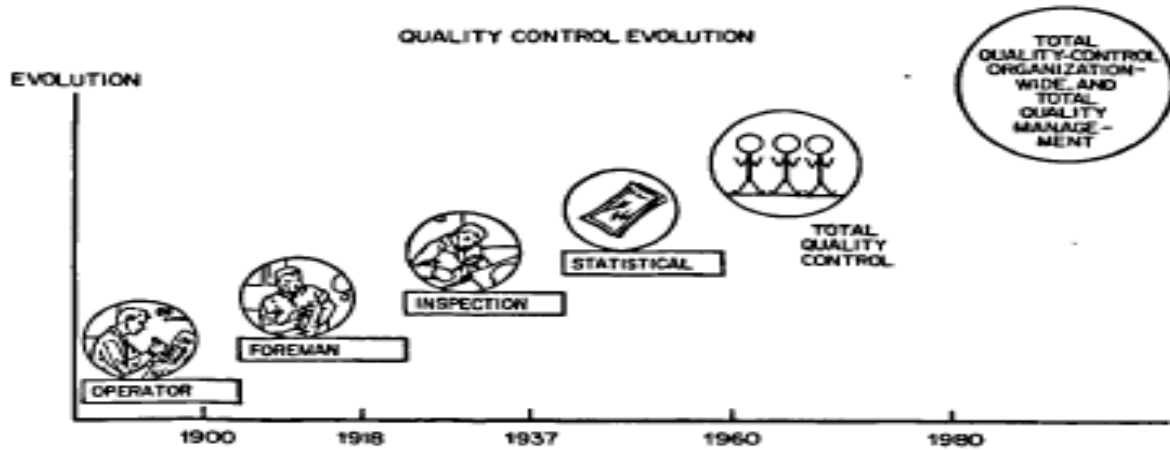 QUALITY CONTROL EVOLUTION
EVOLUTION
TOTAL
QUALITY-CONTROL
ORGANIZATION-
WIDE, AND
TOTAL
QUALITY
MANAGE-
MENT
TOTAL
QUALITY
CONTROL
STATISTICAL
INSPECTION
FOREMAN
OPERATOR
1900 1918 1937 1960 1980